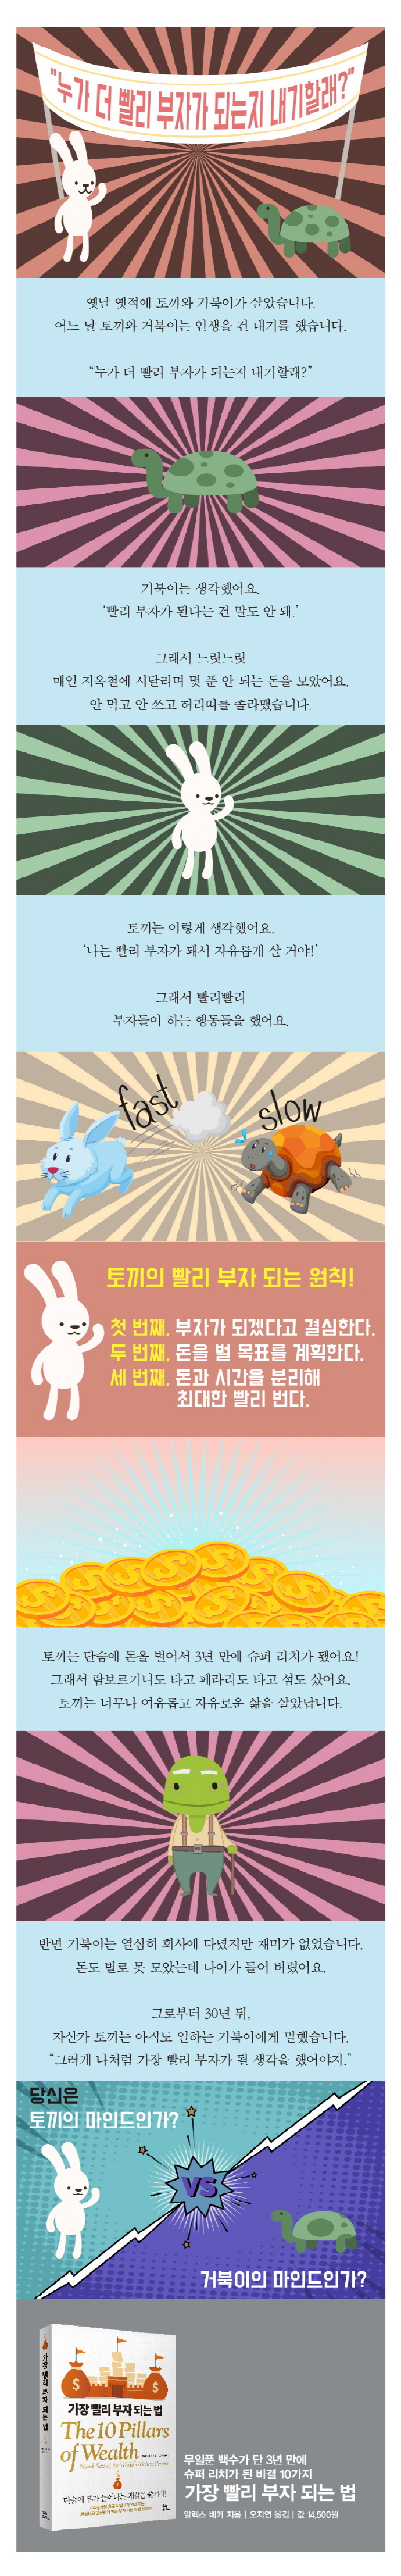 "누가 더 빨리 부자가 되는지 내기할래?"
옛날 옛적에 토끼와 거북이가 살았습니다.
어느 날 토끼와 거북이는 인생을 건 내기를 했습니다.
“누가 더 빨리 부자가 되는지 내기할래?”
거북이는 생각했어요.
‘빨리 부자가 된다는 건 말도 안 돼.’
그래서 느릿느릿
매일 지옥철에 시달리며 몇 푼 안 되는 돈을 모았어요.
안 먹고 안 쓰고 허리띠를 졸라맸습니다.
토끼는 이렇게 생각했어요.
‘나는 빨리 부자가 돼서 자유롭게 살 거야!’
그래서 빨리빨리
부자들이 하는 행동들을 했어요.
fast
slow
토끼의 빨리 부자 되는 원칙!
첫 번째. 부자가 되겠다고 결심한다.
두 번째. 돈을 벌 목표를 계획한다.
세 번째. 돈과 시간을 분리해
최대한 빨리 번다.
토끼는 단숨에 돈을 벌어서 3년 만에 슈퍼 리치가 됐어요!
그래서 람보르기니도 타고 페라리도 타고 섬도 샀어요.
토끼는 너무나 여유롭고 자유로운 삶을 살았답니다.
반면 거북이는 열심히 회사에 다녔지만 재미가 없었습니다.
돈도 별로 못 모았는데 나이가 들어 버렸어요.
그로부터 30년 뒤,
자산가 토끼는 아직도 일하는 거북이에게 말했습니다.
“그러게 나처럼 가장 빨리 부자가 될 생각을 했어야지.”
당신은
토끼의 마인드인가?
VS
거북이의 마인드인가?
가장 빨리 부자 되는 법
가장 빨리 부자 되는 법
The 10 Pillars
of Wealth
Mind-Sets of the World's Richest People
단숨에 부가 늘어나는 쾌감을 즐겨라!
무일푼 백수가 단 3년 만에
슈퍼 리치가 된 비결 10가지
가장 빨리 부자 되는 법
알렉스 베커 지음 | 오지연 옮김 | 값 14,500원